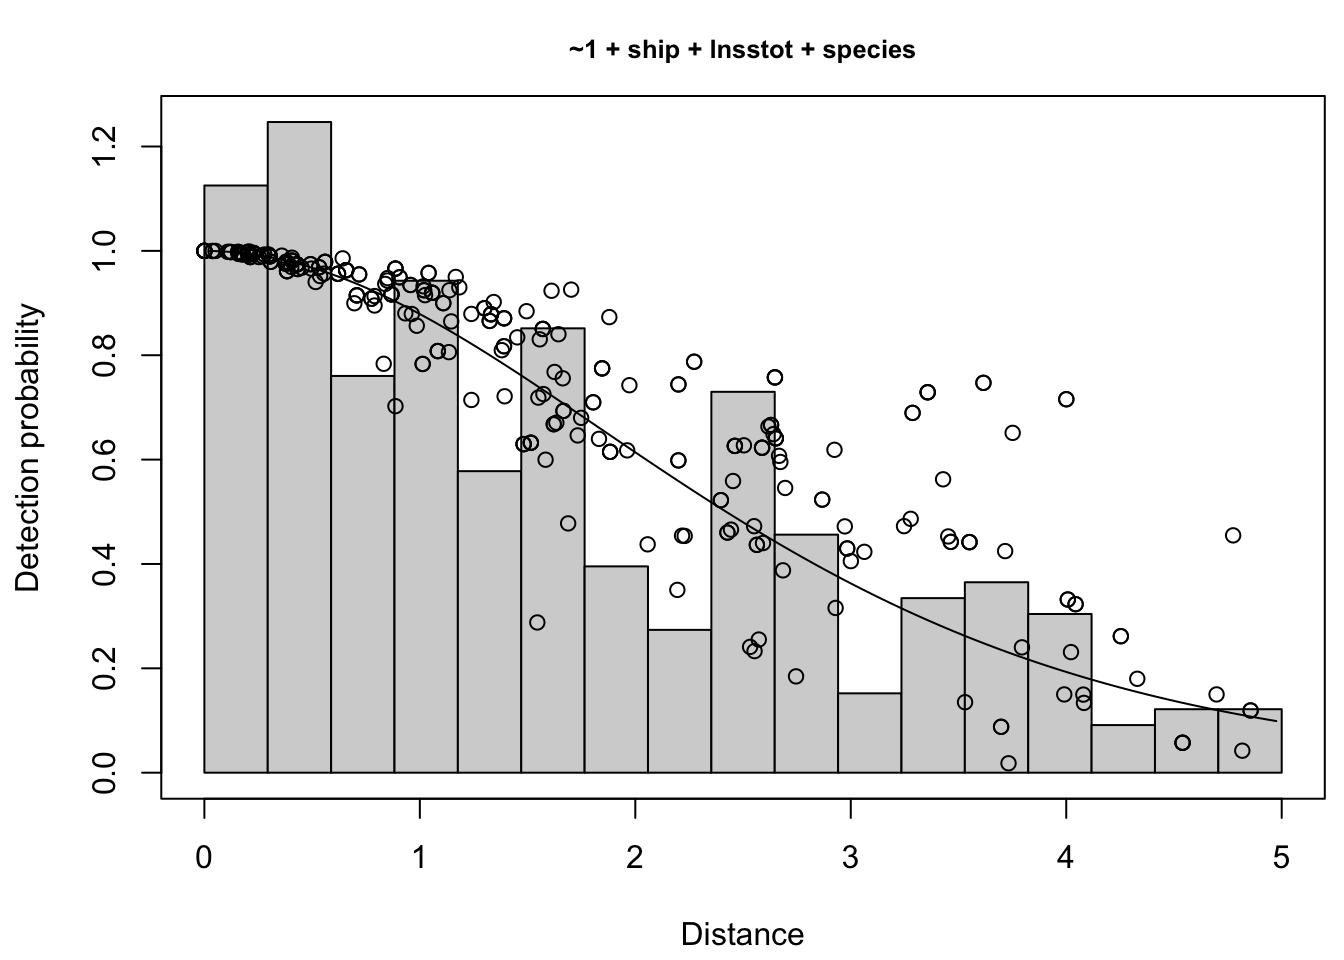 ~1 + ship + lnsstot + species
Detection probability
1.2
1.0
0.8
0.6
0.4
0.2
0.0
0 1 2 3 4 5
Distance